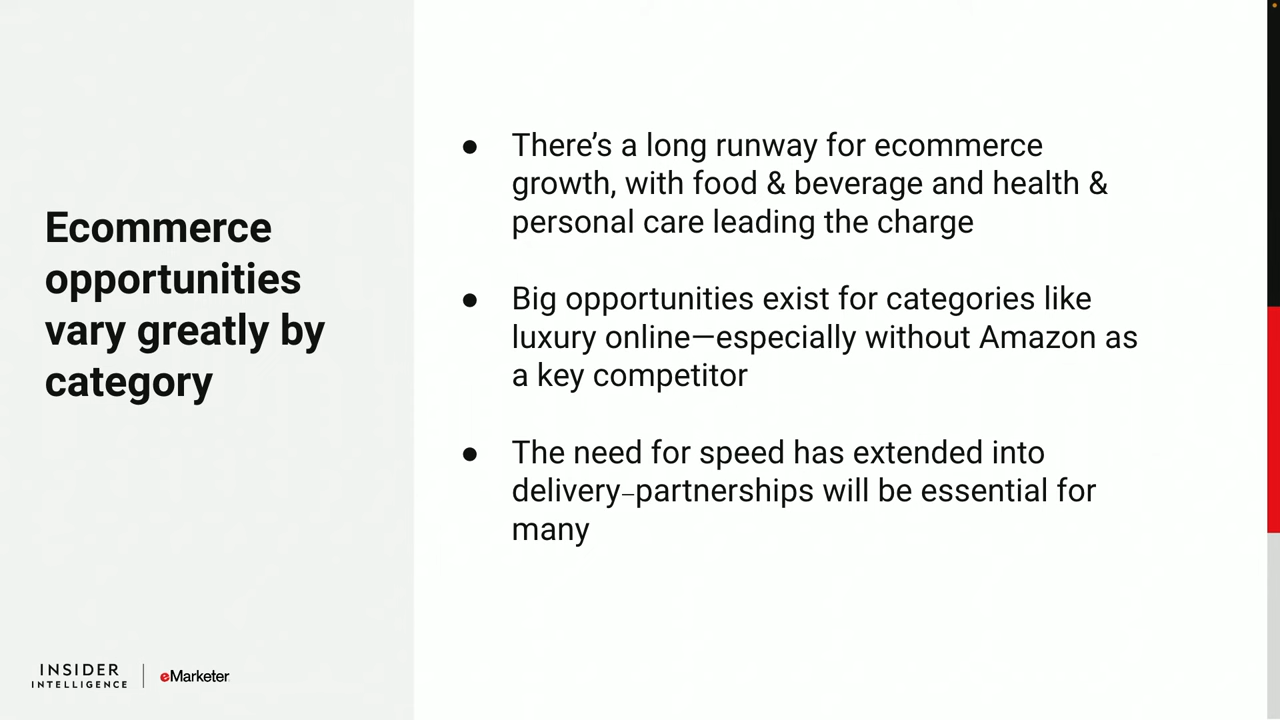 Ecommerce
opportunities
vary greatly by
category
● There’s a long runway for ecommerce
growth, with food & beverage and health &
personal care leading the charge
● Big opportunities exist for categories like
luxury online—especially without Amazon as
a key competitor
● The need for speed has extended into
delivery–partnerships will be essential for
many
INSIDER
INTELLIGENCE
eMarketer